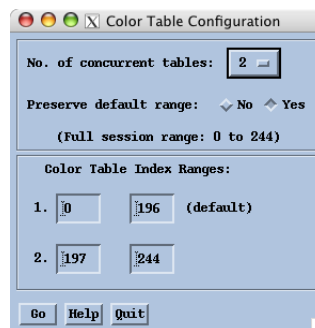 X Color Table Configuration
No. of concurrent tables: 2
Preserve default range: No Yes
(Full session range: 0 to 244)
Color Table Index Ranges:
1. 0 196 (default)
2. 197 244
Go Help Quit